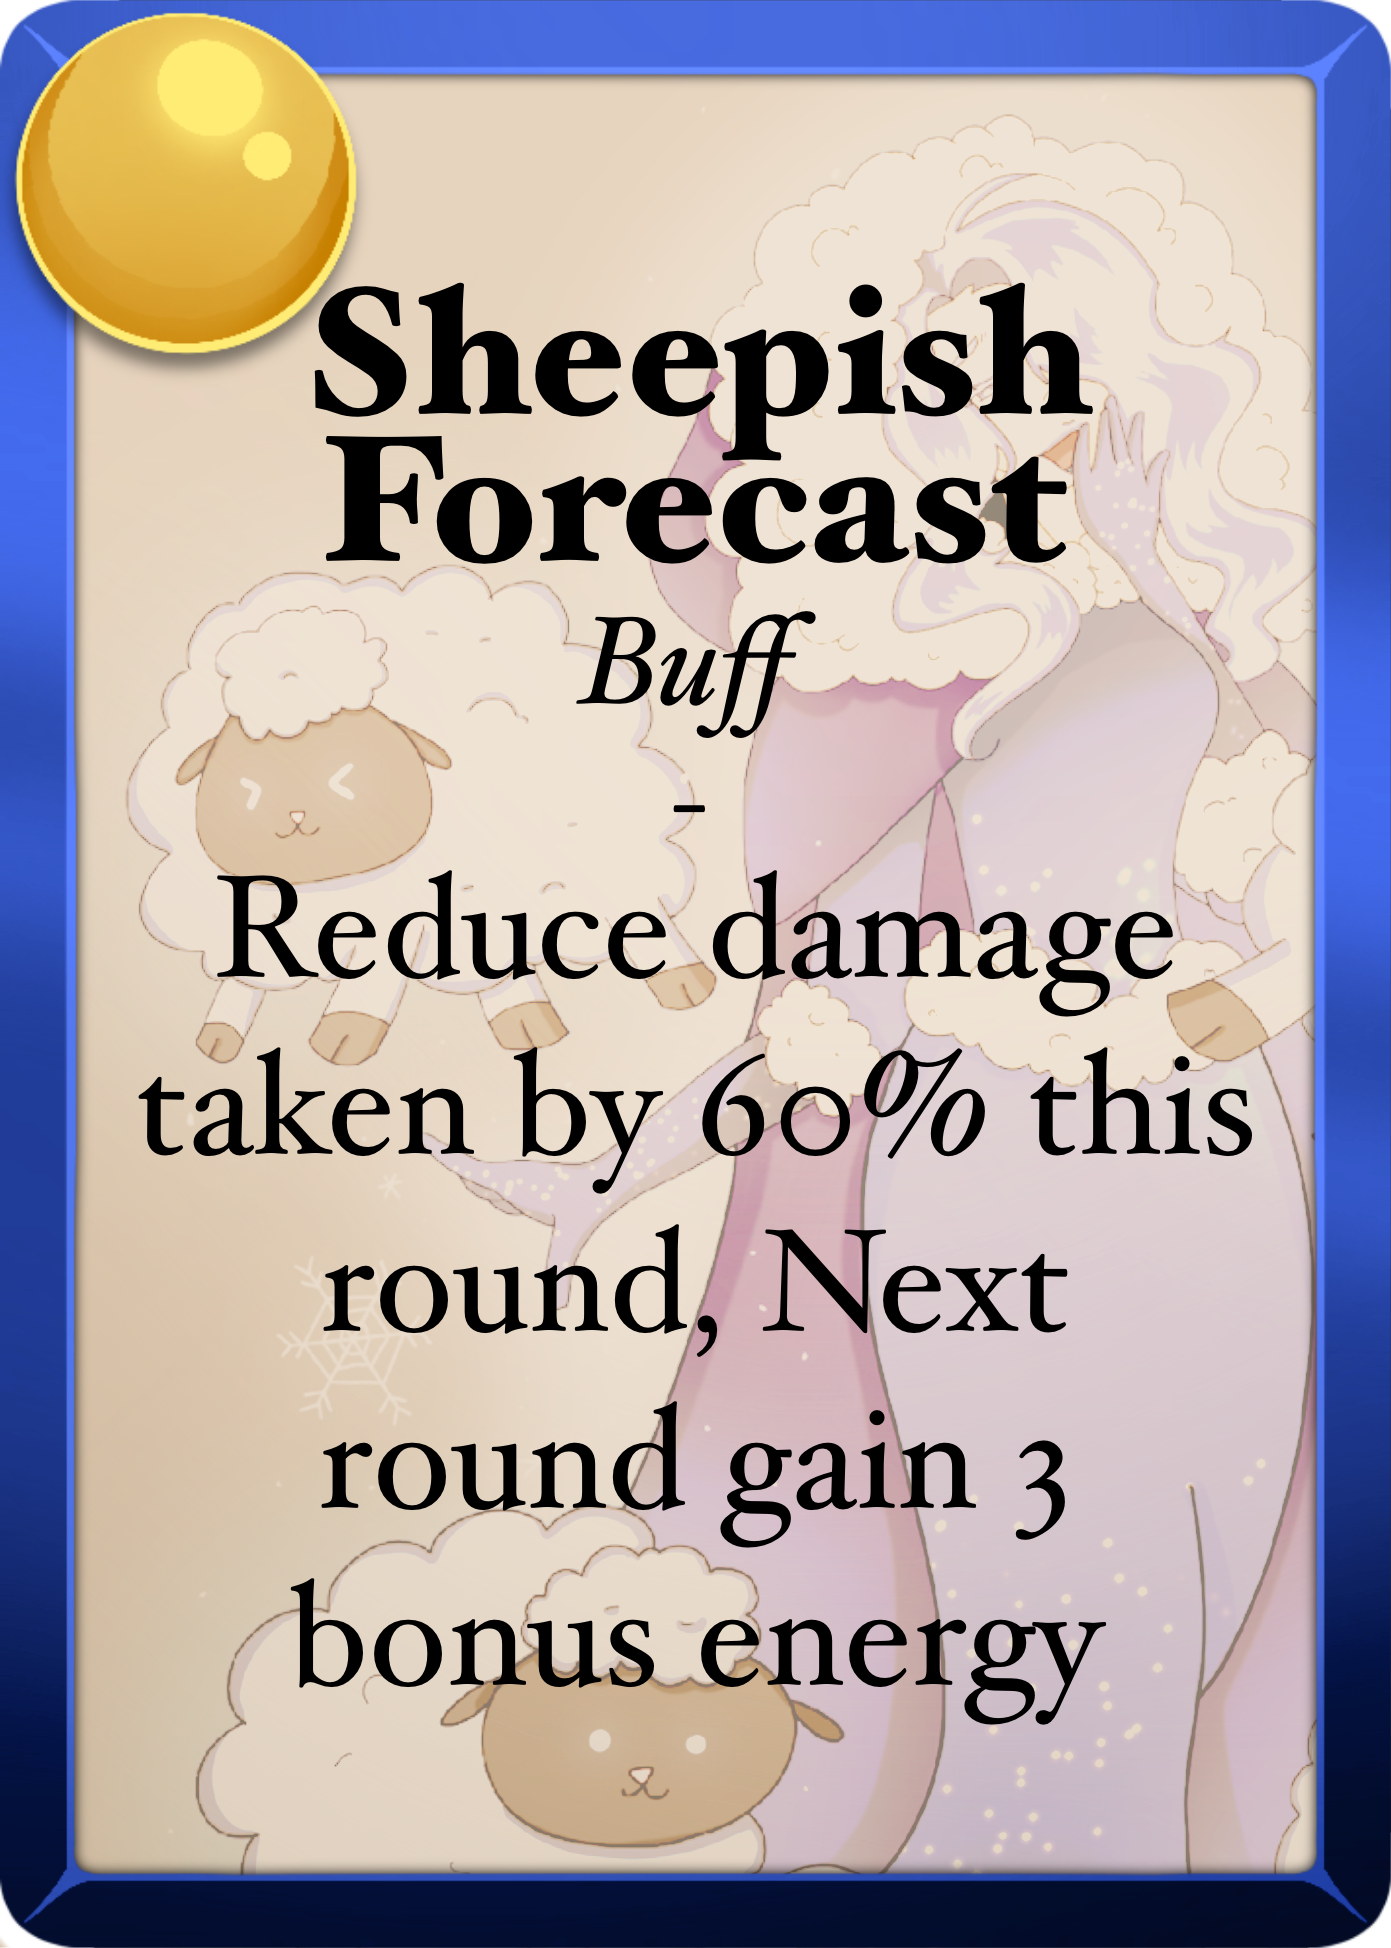 Sheepish
Forecast
Buff
-
Reduce damage
taken by 60% this
round, Next
round gain 3
bonus energy